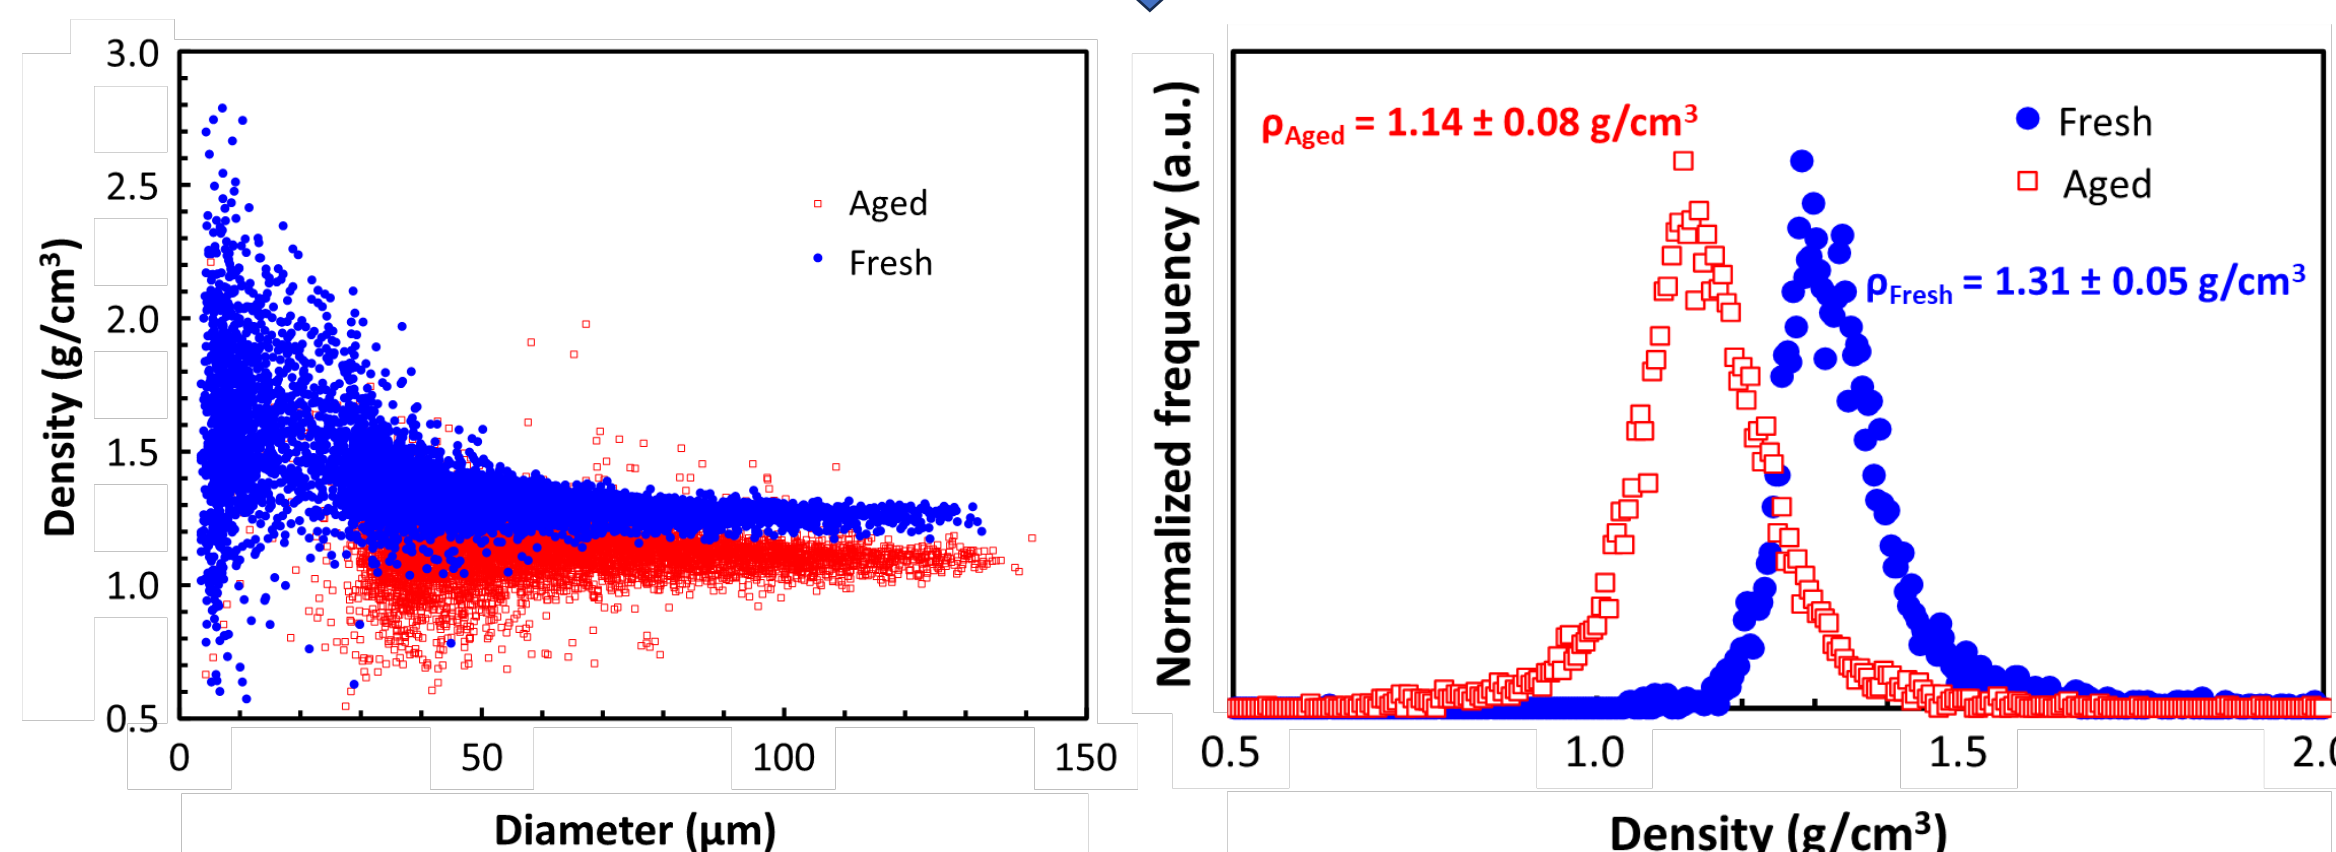 Density (g/cm³)
3.0
2.5
2.0
1.5
1.0
0.5
Aged
Fresh
0 50 100 150
Diameter (μm)
Normalized frequency (a.u.)
ρAged = 1.14 ± 0.08 g/cm³
Fresh
Aged
ρFresh = 1.31 ± 0.05 g/cm³
0.5 1.0 1.5 2.0
Density (g/cm³)